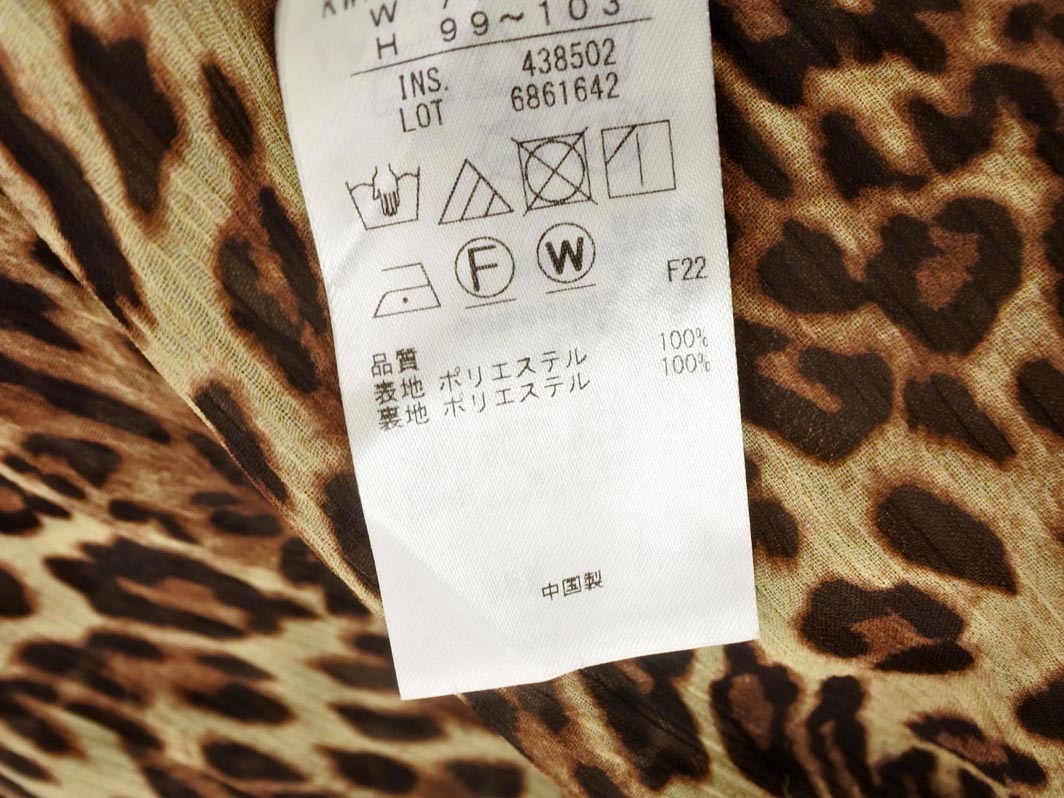 W
H 99~103
INS. 438502
LOT 6861642
F W
F22
品質
表地 ポリエステル 100%
裏地 ポリエステル 100%
中国製